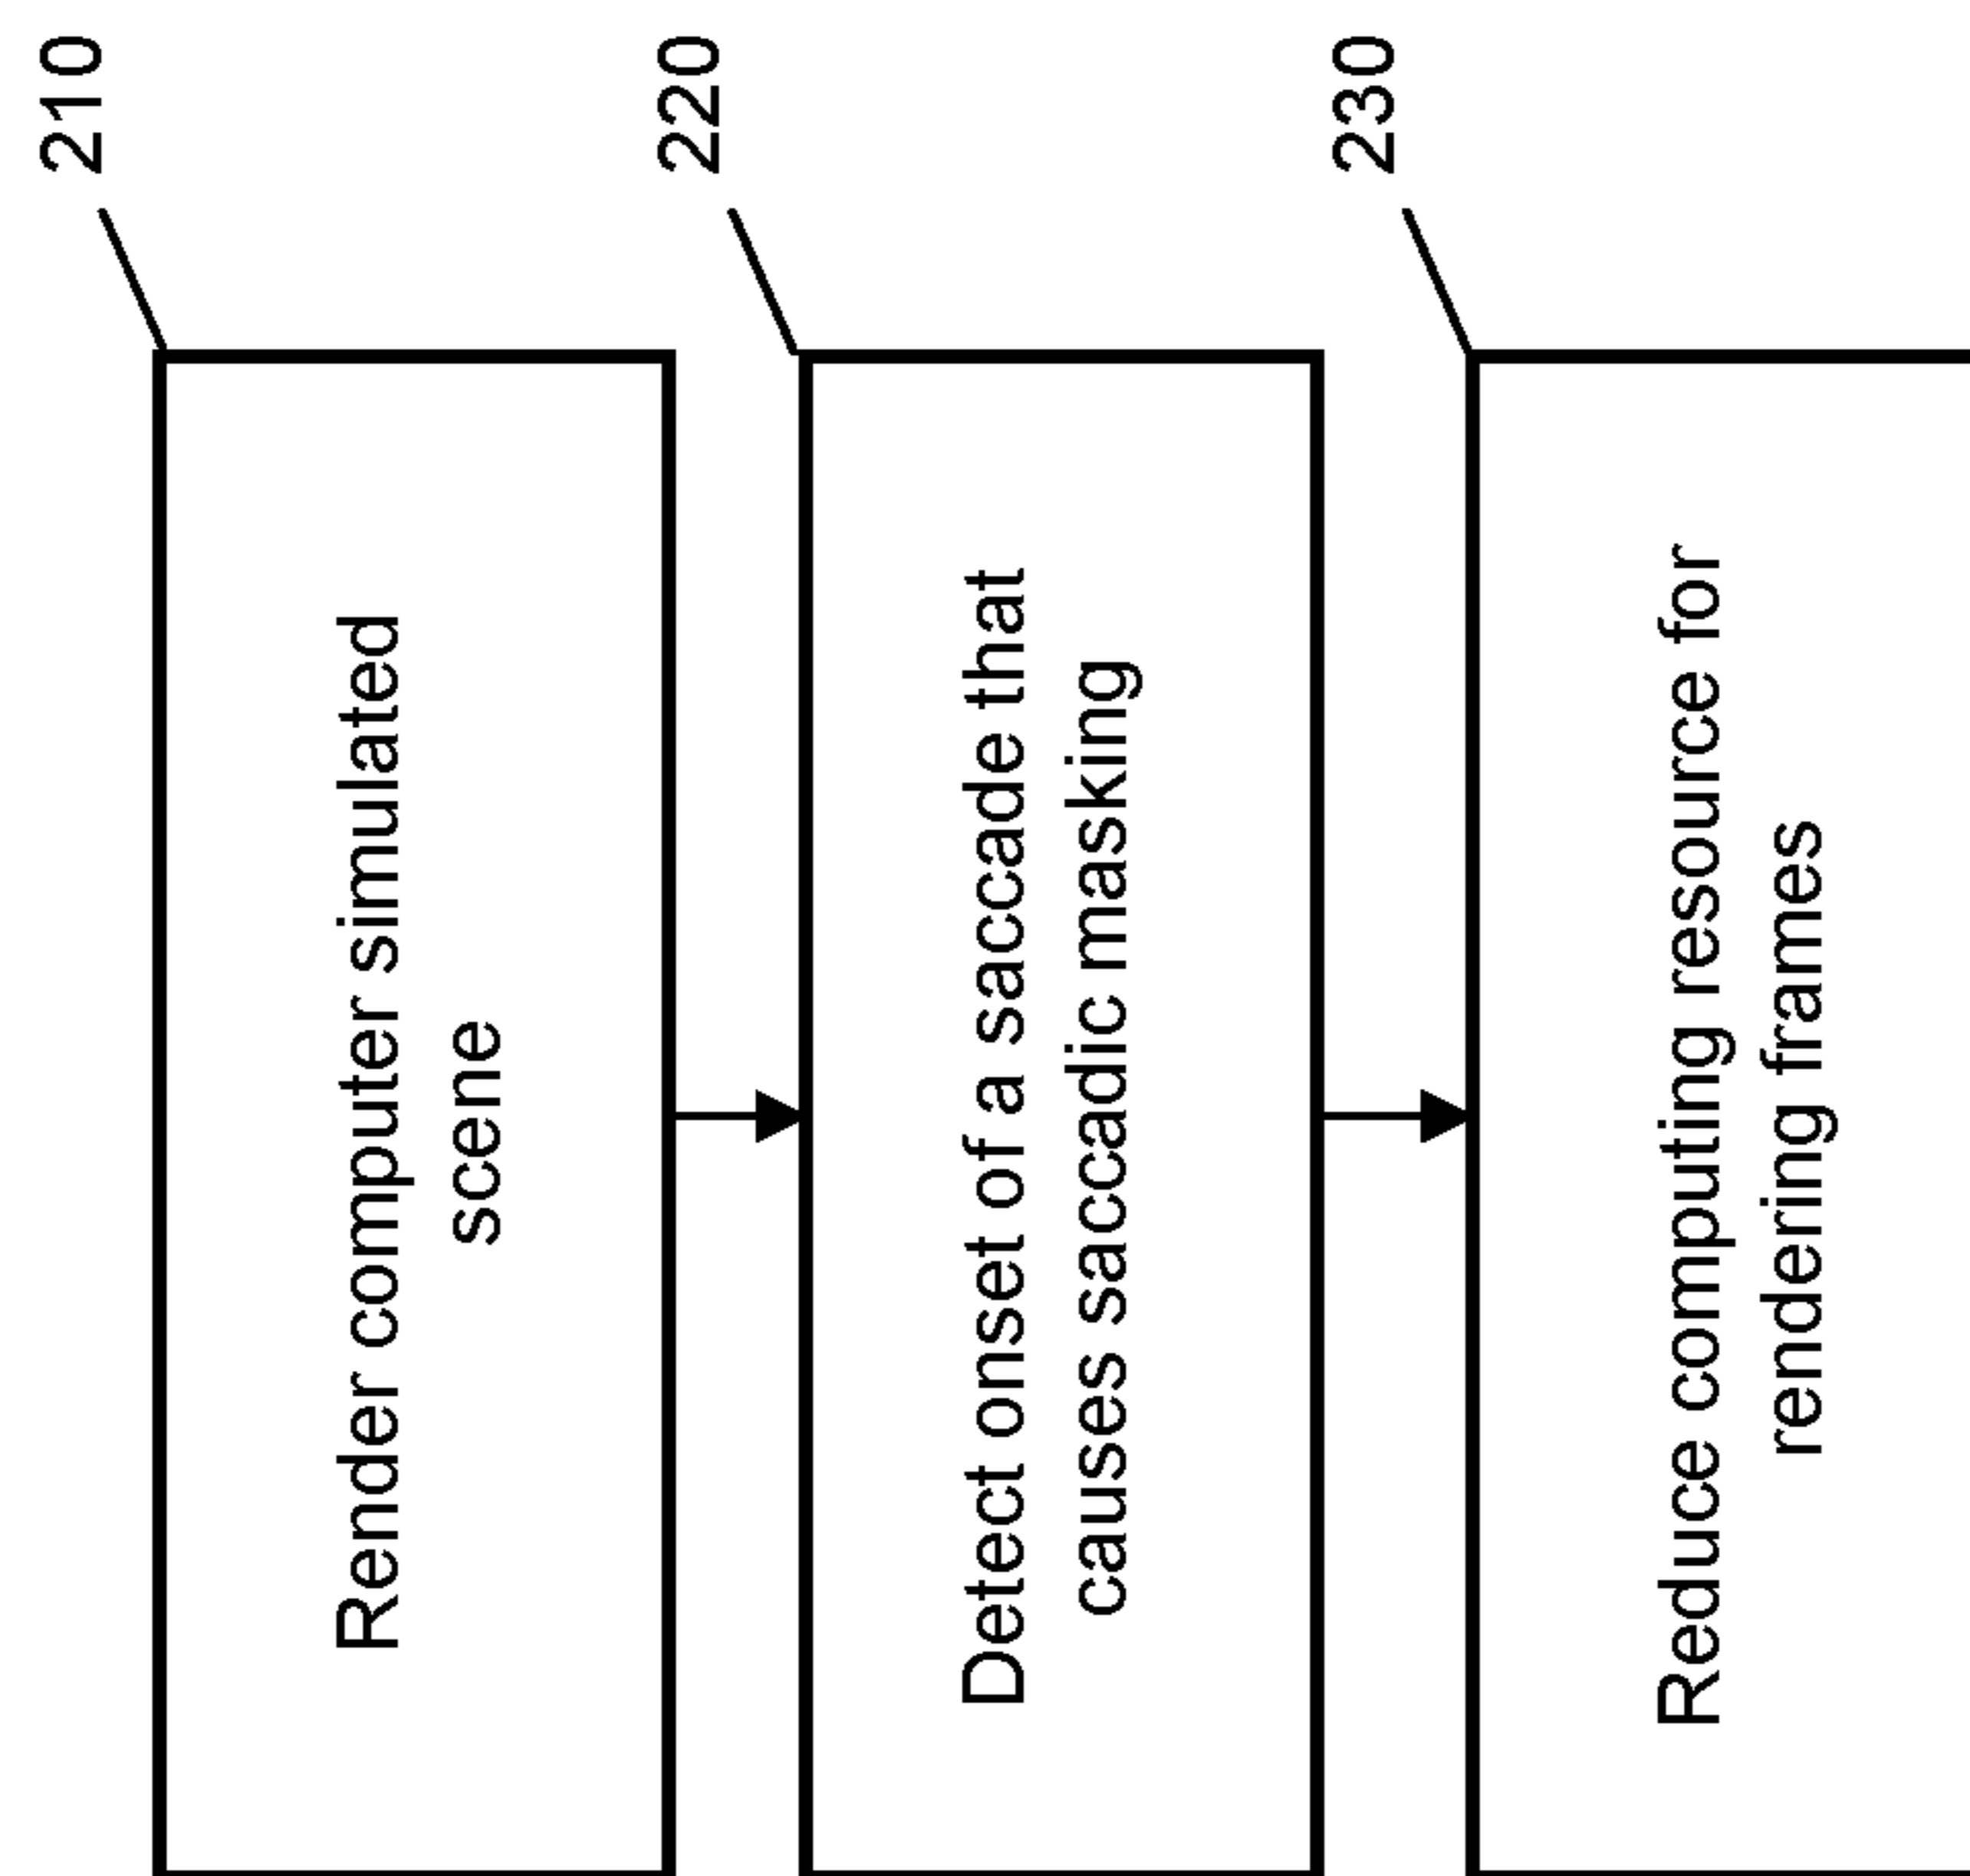 210
Render computer simulated
scene
220
Detect onset of a saccade that
causes saccadic masking
230
Reduce computing resource for
rendering frames